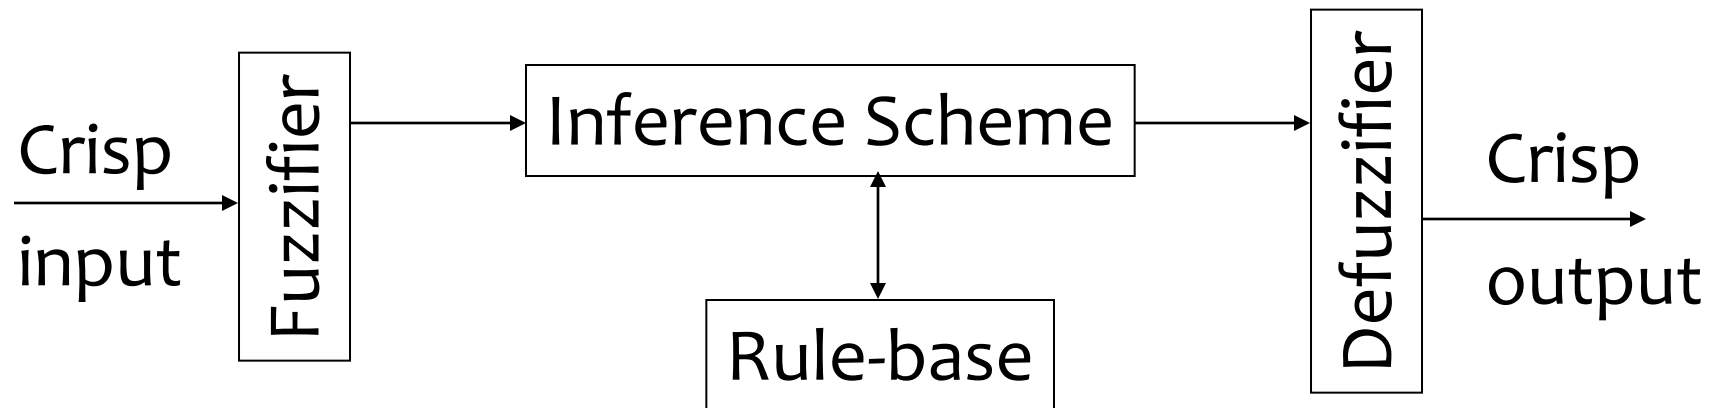 Crisp
input
Fuzzifier
Inference Scheme
Rule-base
Defuzzifier
Crisp
output